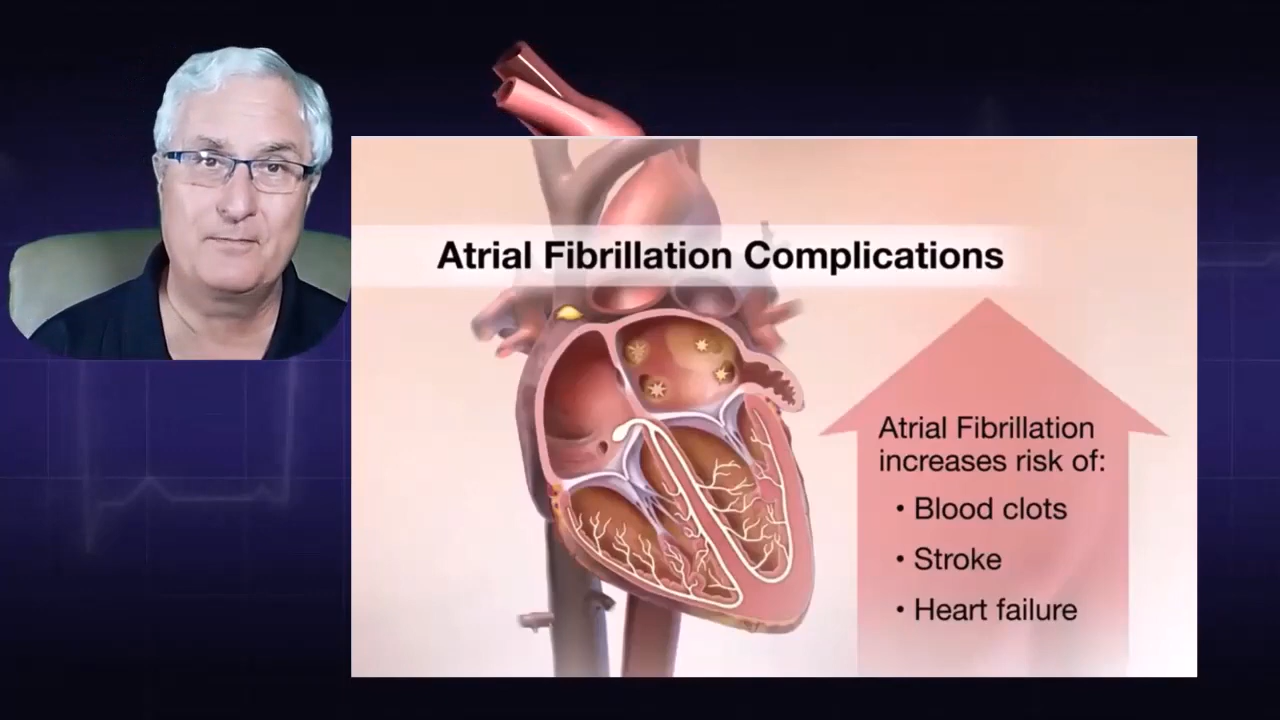 Atrial Fibrillation Complications
Atrial Fibrillation
increases risk of:
• Blood clots
• Stroke
• Heart failure